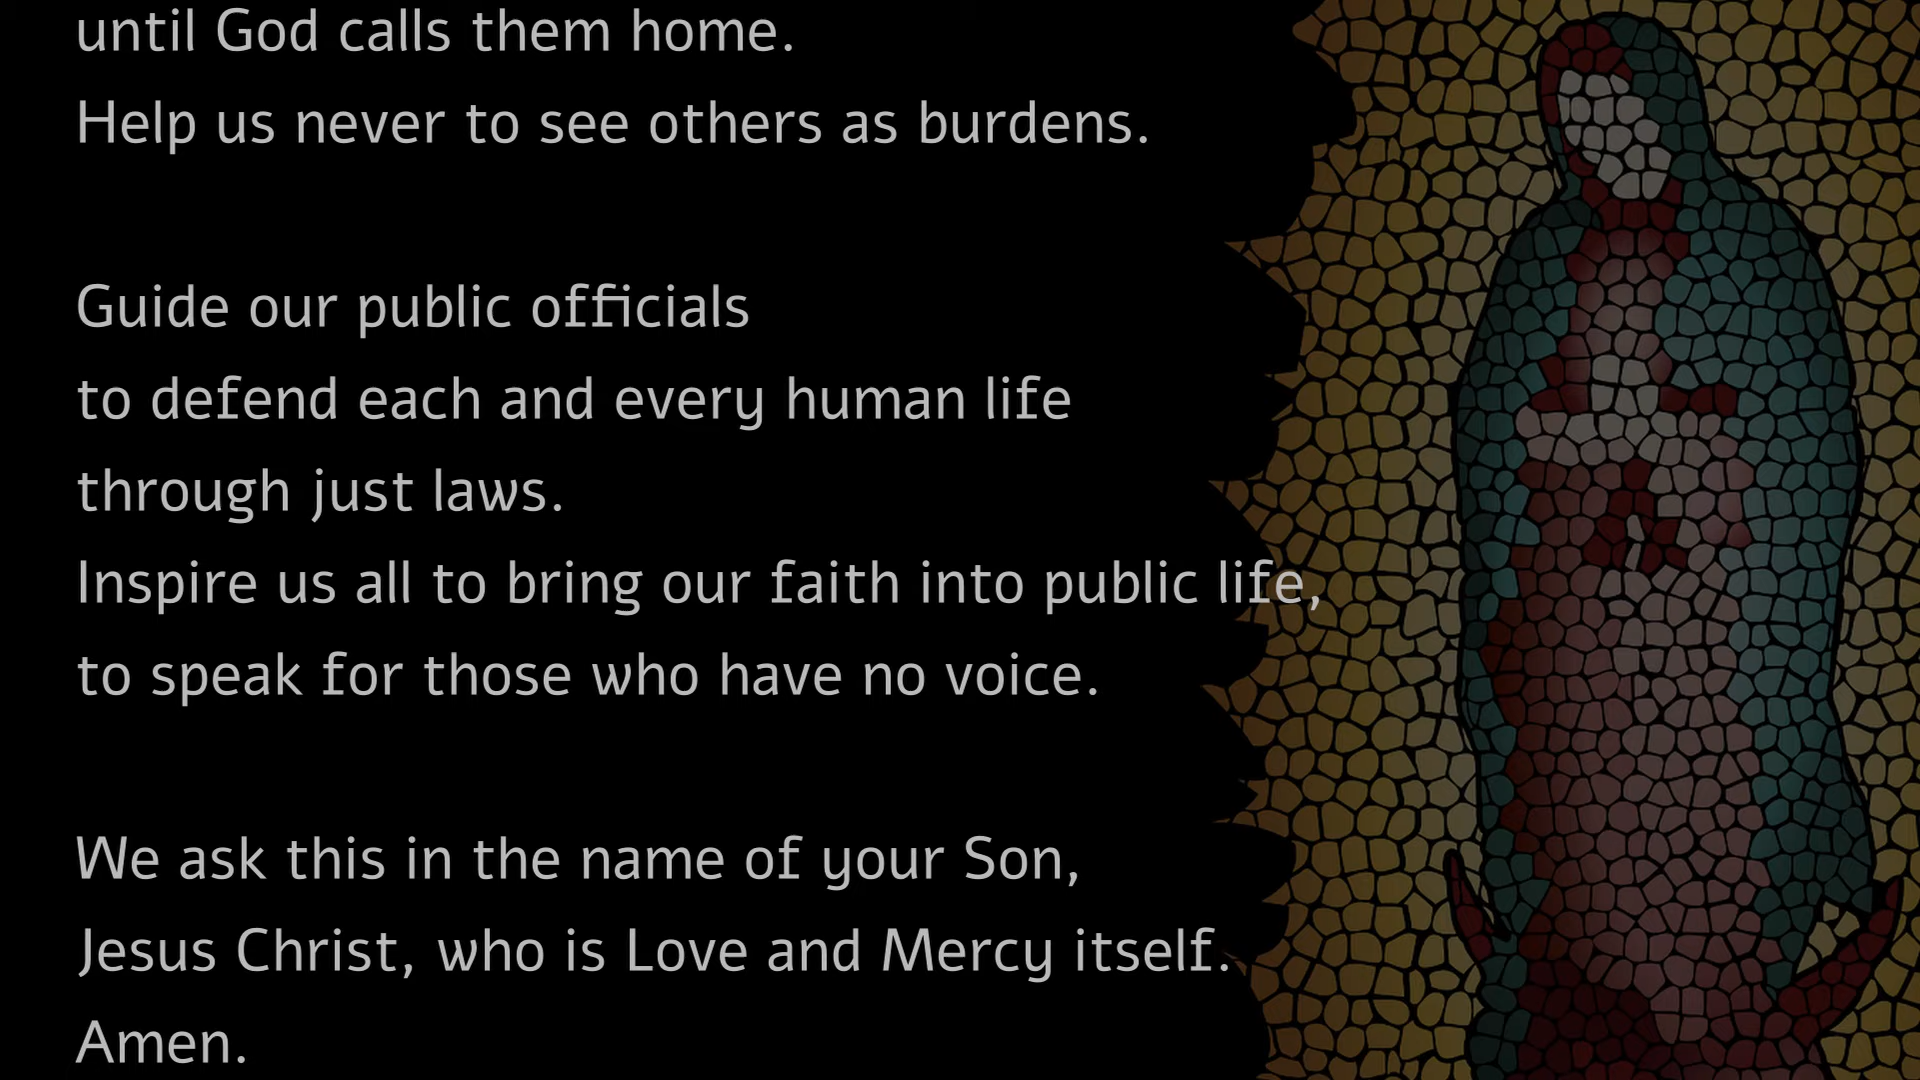 until God calls them home.
Help us never to see others as burdens.
Guide our public officials
to defend each and every human life
through just laws.
Inspire us all to bring our faith into public life,
to speak for those who have no voice.
We ask this in the name of your Son,
Jesus Christ, who is Love and Mercy itself.
Amen.